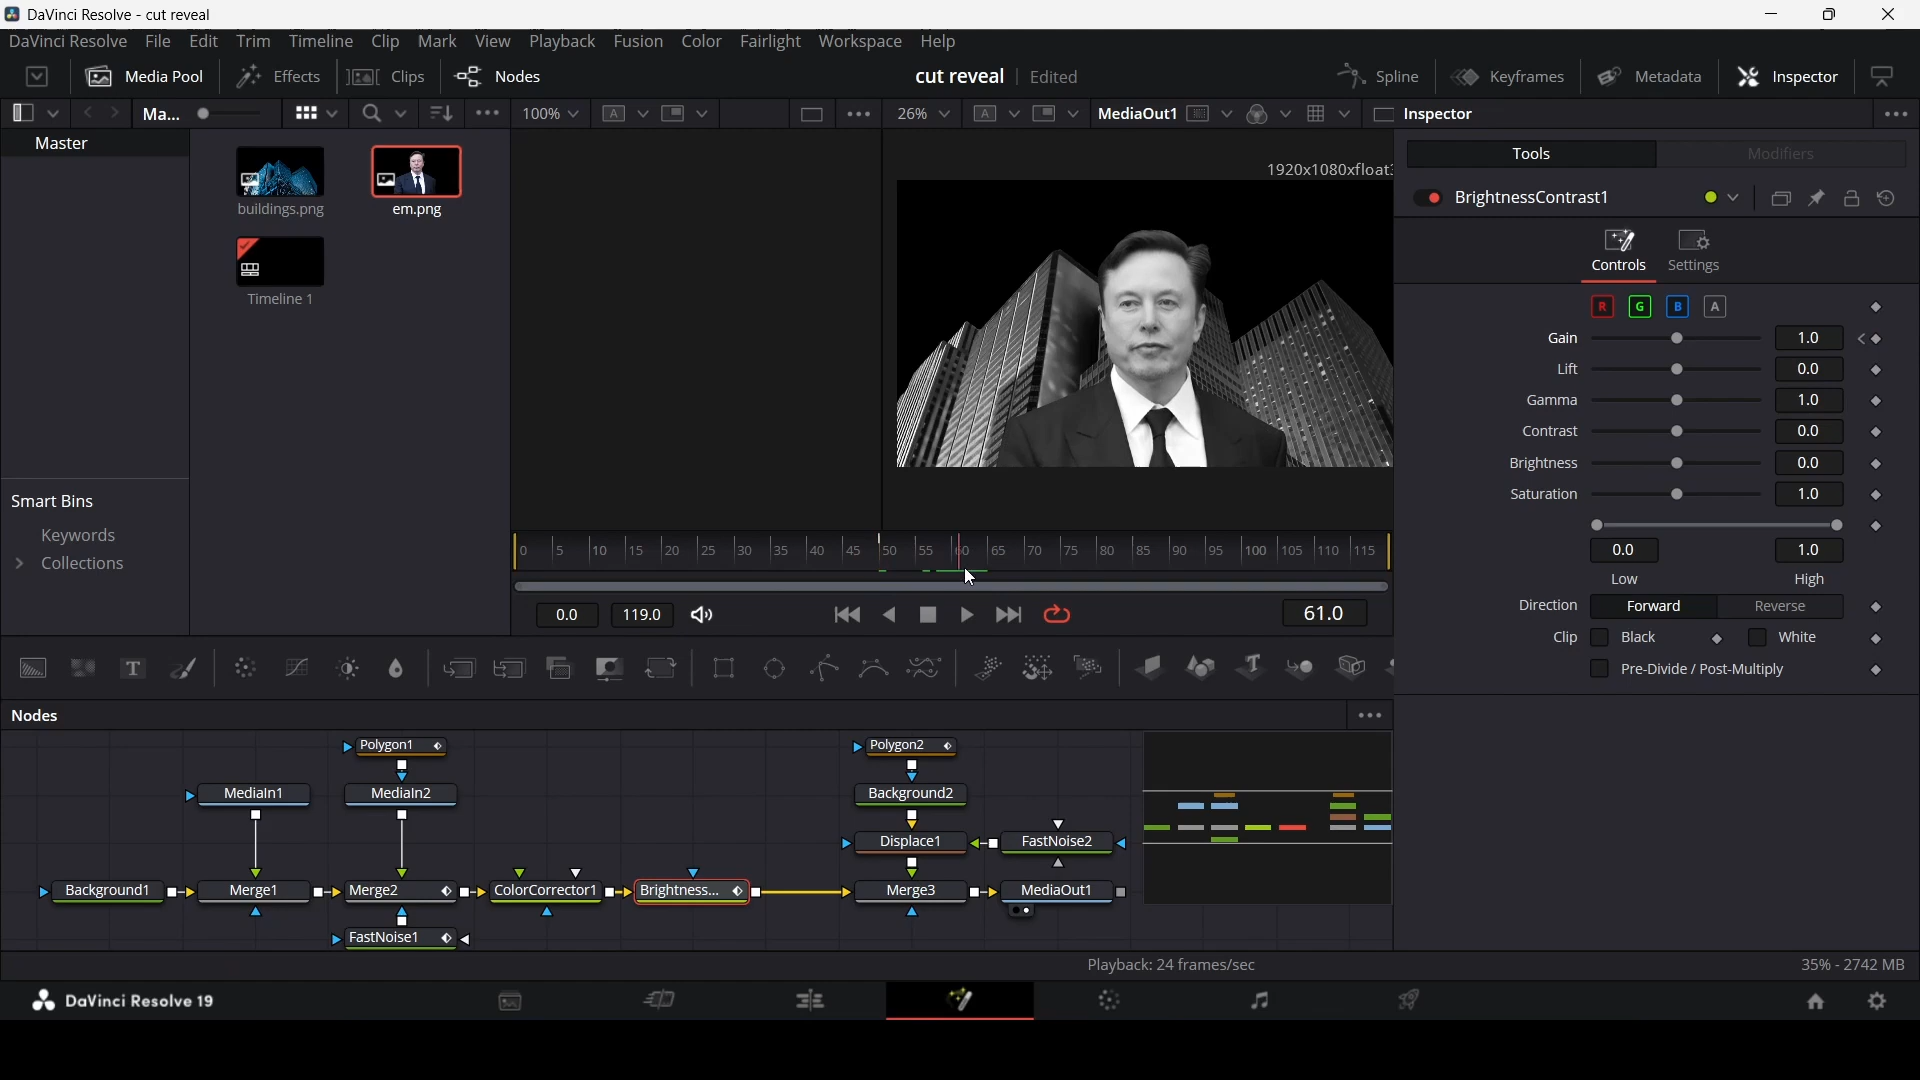 DaVinci Resolve - cut reveal
DaVinci Resolve File Edit Trim Timeline Clip Mark View Playback Fusion Color Fairlight Workspace Help
Media Pool Effects Clips Nodes cut reveal Edited Spline Keyframes Metadata Inspector
Ma... 100% 26% MediaOut1 Inspector
Master
buildings.png em.png
Timeline 1
1920x1080xfloat3
Tools Modifiers
BrightnessContrast1
Controls Settings
R G B A
Gain 1.0
Lift 0.0
Gamma 1.0
Contrast 0.0
Brightness 0.0
Saturation 1.0
0.0 1.0
Low High
Direction Forward Reverse
Clip Black White
Pre-Divide / Post-Multiply
Smart Bins
Keywords
Collections
0 5 10 15 20 25 30 35 40 45 50 55 60 65 70 75 80 85 90 95 100 105 110 115
0.0 119.0 61.0
Nodes
Polygon1 Polygon2
MediaIn1 MediaIn2 Background2
Displace1 FastNoise2
Background1 Merge1 Merge2 ColorCorrector1 Brightness... Merge3 MediaOut1
FastNoise1
Playback: 24 frames/sec 35% - 2742 MB
DaVinci Resolve 19